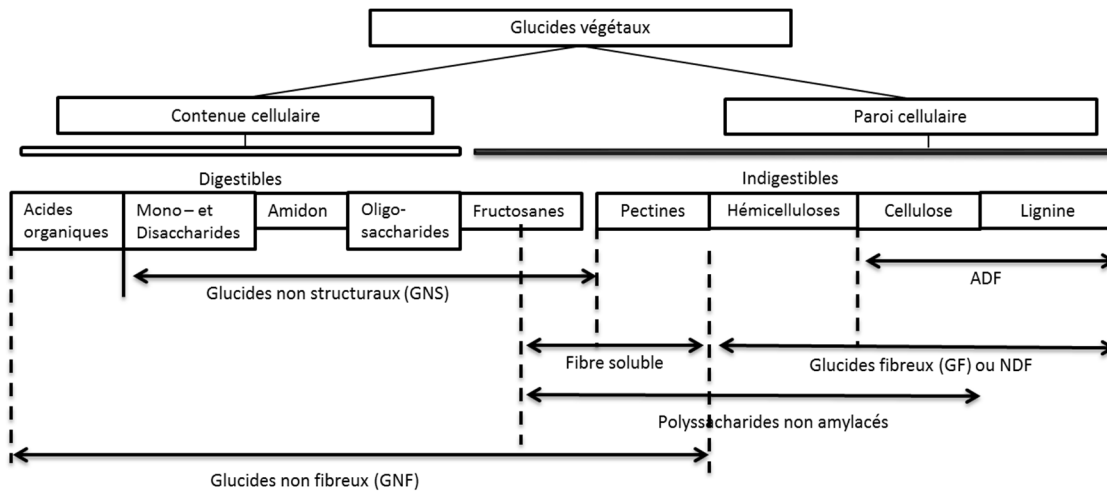 Glucides végétaux
Contenue cellulaire
Paroi cellulaire
Digestibles
Indigestibles
Acides
organiques
Mono – et
Disaccharides
Amidon
Oligo-
saccharides
Fructosanes
Pectines
Hémicelluloses
Cellulose
Lignine
ADF
Glucides non structuraux (GNS)
Fibre soluble
Glucides fibreux (GF) ou NDF
Polyssacharides non amylacés
Glucides non fibreux (GNF)